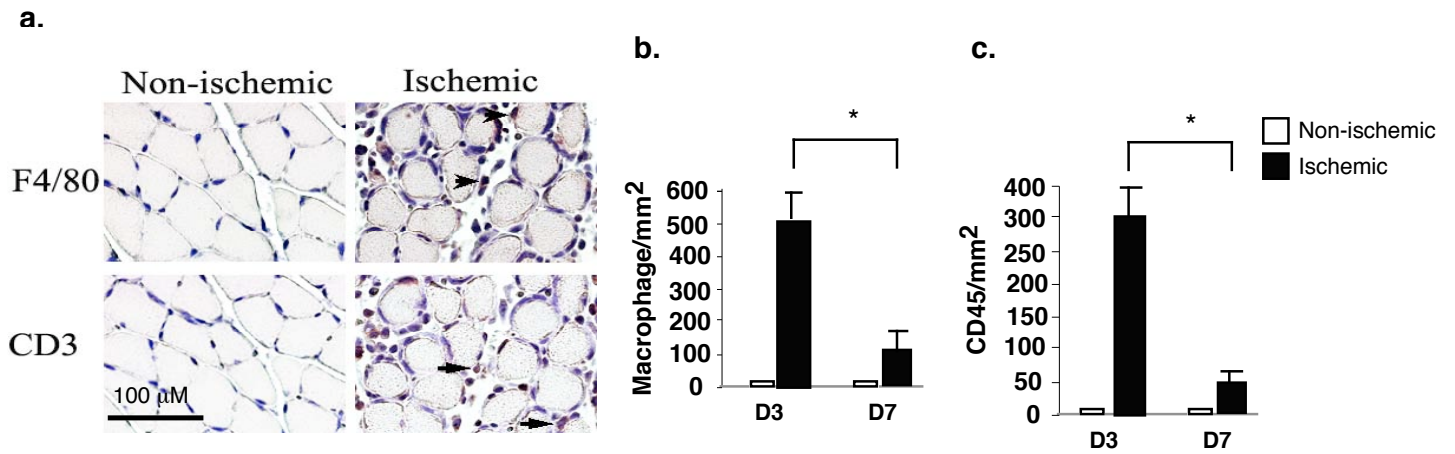 a.
Non-ischemic
Ischemic
F4/80
CD3
100 µM
b.
*
Macrophage/mm2
600
500
400
300
200
100
0
D3
D7
c.
*
CD45/mm2
400
300
350
200
150
100
50
0
D3
D7
Non-ischemic
Ischemic